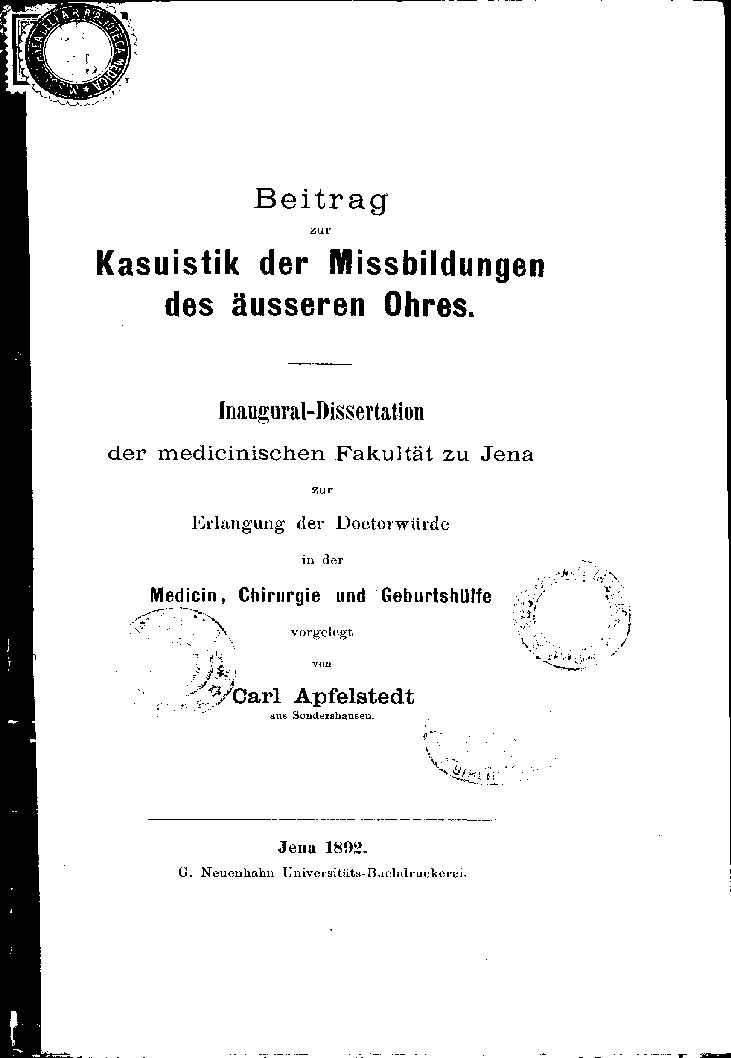 Beitrag
zur
Kasuistik der Missbildungen
des äusseren Ohres.
Inaugural-Dissertation
der medicinischen Fakultät zu Jena
zur
Erlangung der Doctorwürde
in der
Medicin, Chirurgie und Geburtshülfe
vorgelegt
von
Carl Apfelstedt
aus Sondershausen.
Jena 1892.
G. Neuenhahn Universitäts-Buchdruckerei.